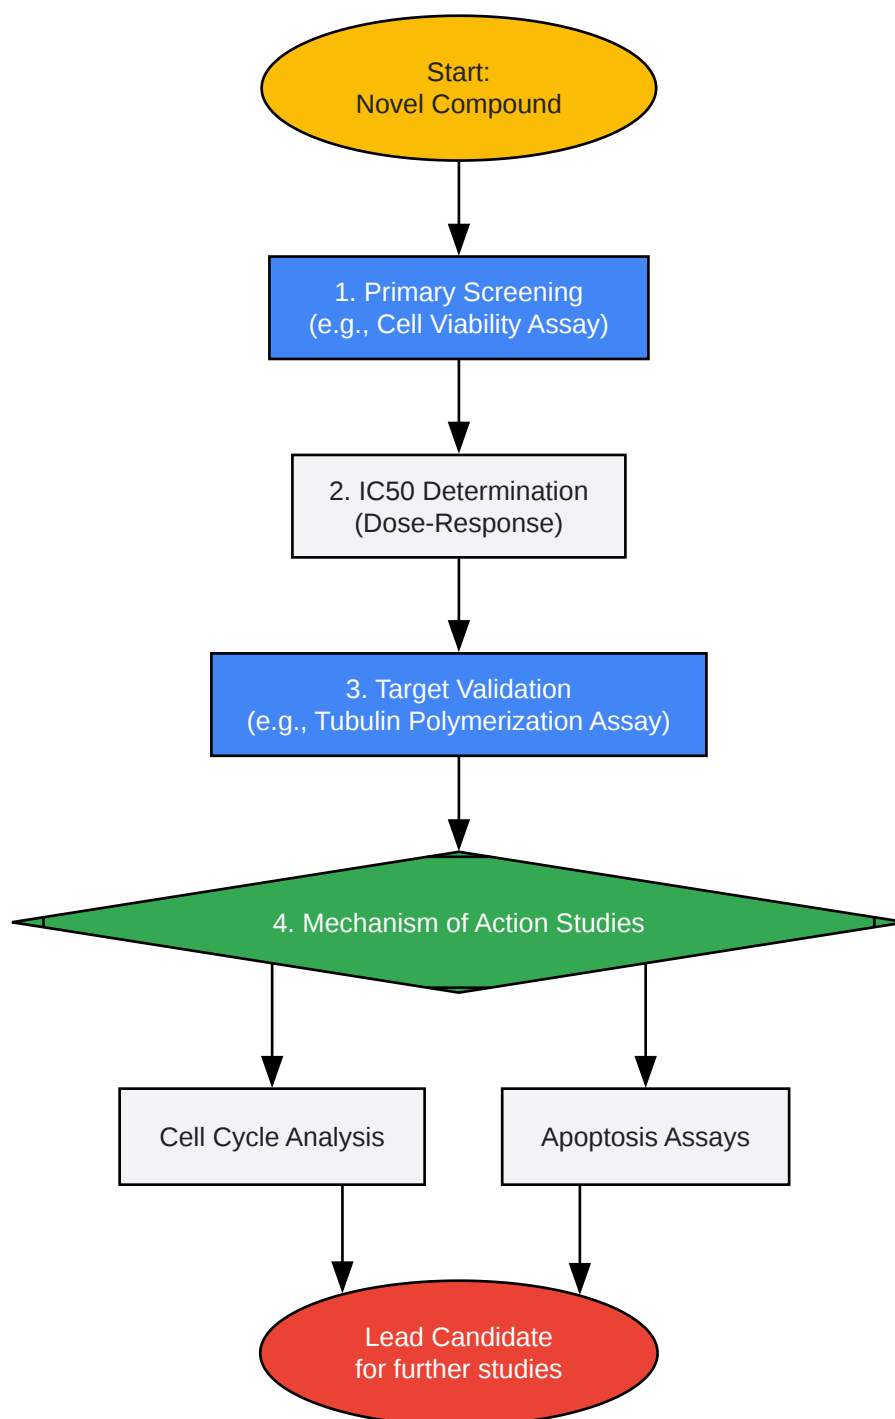 Start:
Novel Compound
1. Primary Screening
(e.g., Cell Viability Assay)
2. IC50 Determination
(Dose-Response)
3. Target Validation
(e.g., Tubulin Polymerization Assay)
4. Mechanism of Action Studies
Cell Cycle Analysis
Apoptosis Assays
Lead Candidate
for further studies